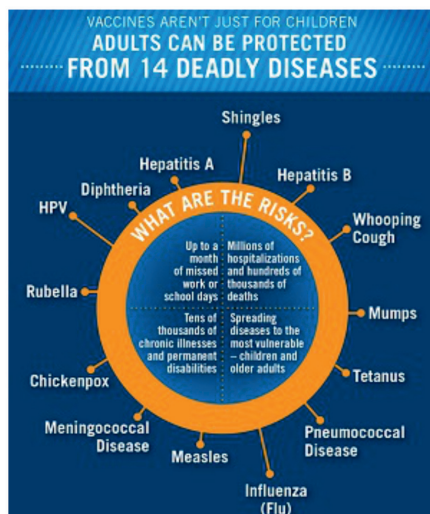 VACCINES AREN'T JUST FOR CHILDREN
ADULTS CAN BE PROTECTED
FROM 14 DEADLY DISEASES
Shingles
Hepatitis A
Hepatitis B
Diphtheria
HPV
Whooping
Cough
WHAT ARE THE RISKS?
Up to a
month
of missed
work or
school days
Millions of
hospitalizations
and hundreds of
thousands of
deaths
Rubella
Mumps
Tens of
thousands of
chronic illnesses
and permanent
disabilities
Spreading
diseases to the
most vulnerable
– children and
older adults
Chickenpox
Tetanus
Meningococcal
Disease
Pneumococcal
Disease
Measles
Influenza
(Flu)